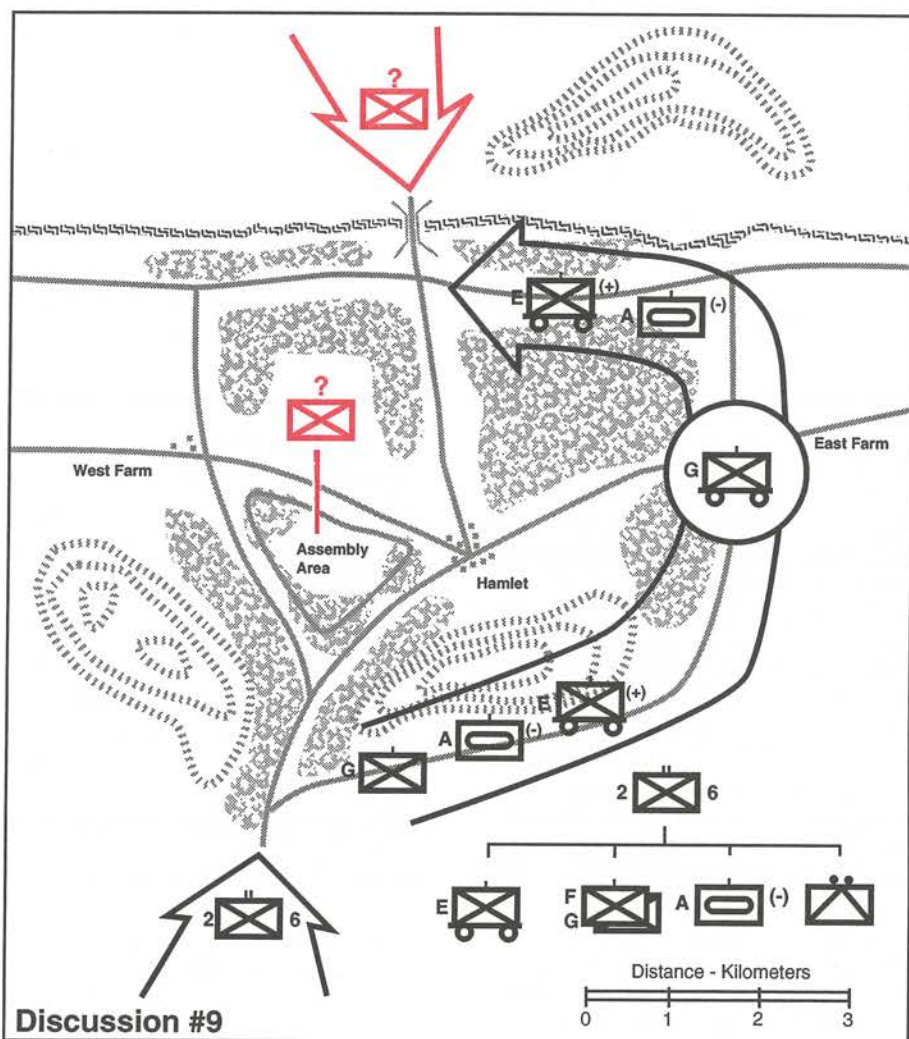 ?
E
(+)
A
(-)
?
East Farm
G
West Farm
Assembly
Area
Hamlet
E
(+)
A
(-)
G
2
6
2
6
E
F
G
A
(-)
Distance - Kilometers
0 1 2 3
Discussion #9